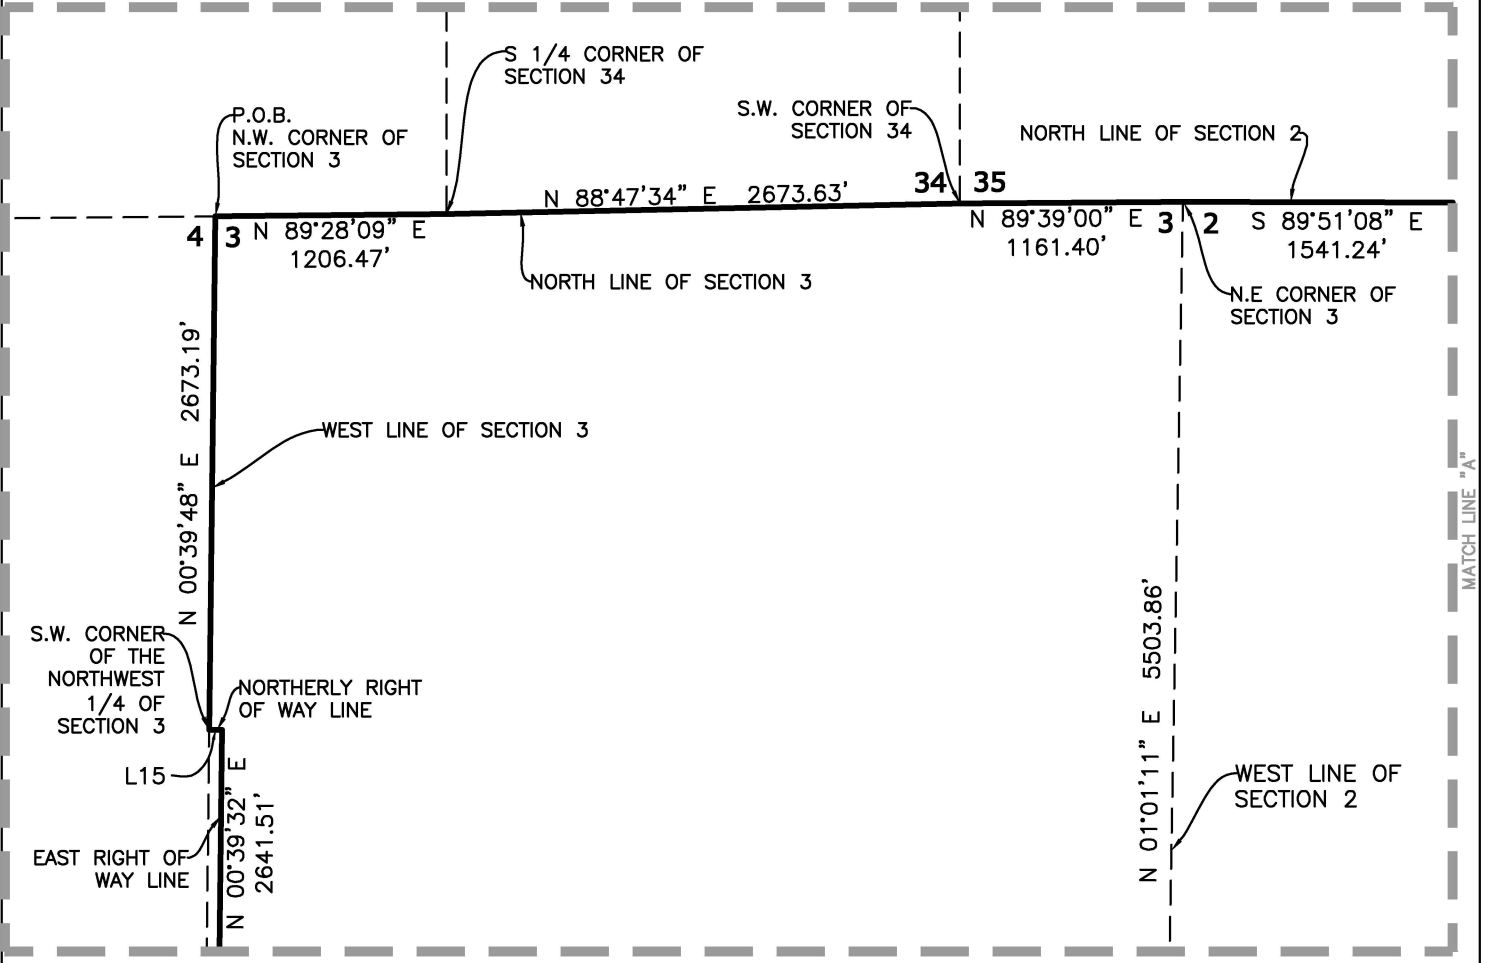 S 1/4 CORNER OF
SECTION 34
P.O.B.
N.W. CORNER OF
SECTION 3
S.W. CORNER OF
SECTION 34
NORTH LINE OF SECTION 2
N 88°47'34" E 2673.63'
34 35
4 3
N 89°28'09" E
1206.47'
N 89°39'00" E
1161.40'
3 2
S 89°51'08" E
1541.24'
NORTH LINE OF SECTION 3
N.E CORNER OF
SECTION 3
N 00°39'48" E 2673.19'
WEST LINE OF SECTION 3
MATCH LINE "A"
S.W. CORNER
OF THE
NORTHWEST
1/4 OF
SECTION 3
NORTHERLY RIGHT
OF WAY LINE
L15
N 01°01'11" E 5503.86'
WEST LINE OF
SECTION 2
EAST RIGHT OF
WAY LINE
N 00°39'32" E
2641.51'